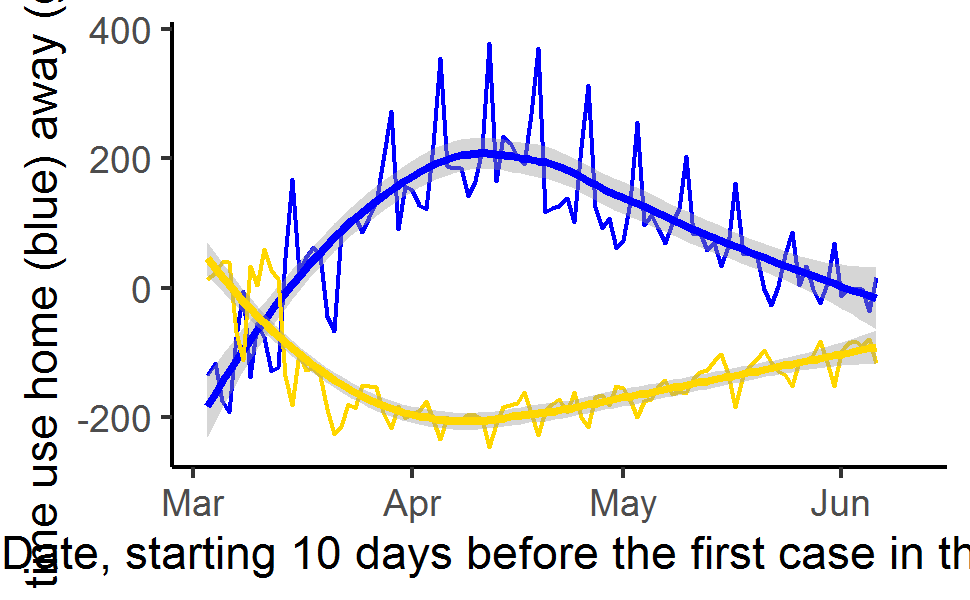 time use home (blue) away (
400
200
0
-200
Mar Apr May Jun
Date, starting 10 days before the first case in th